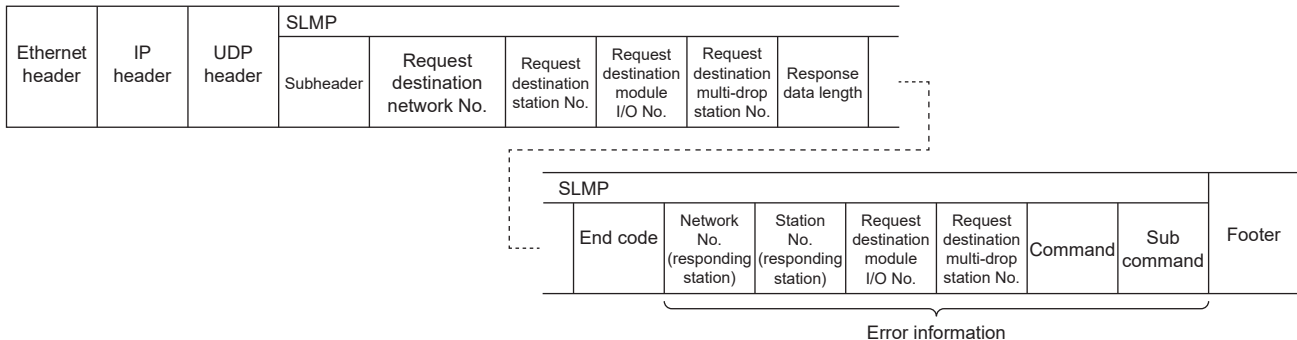 SLMP
Ethernet
header
IP
header
UDP
header
Subheader
Request
destination
network No.
Request
destination
station No.
Request
destination
module
I/O No.
Request
destination
multi-drop
station No.
Response
data length
SLMP
End code
Network
No.
(responding
station)
Station
No.
(responding
station)
Request
destination
module
I/O No.
Request
destination
multi-drop
station No.
Command
Sub
command
Footer
Error information